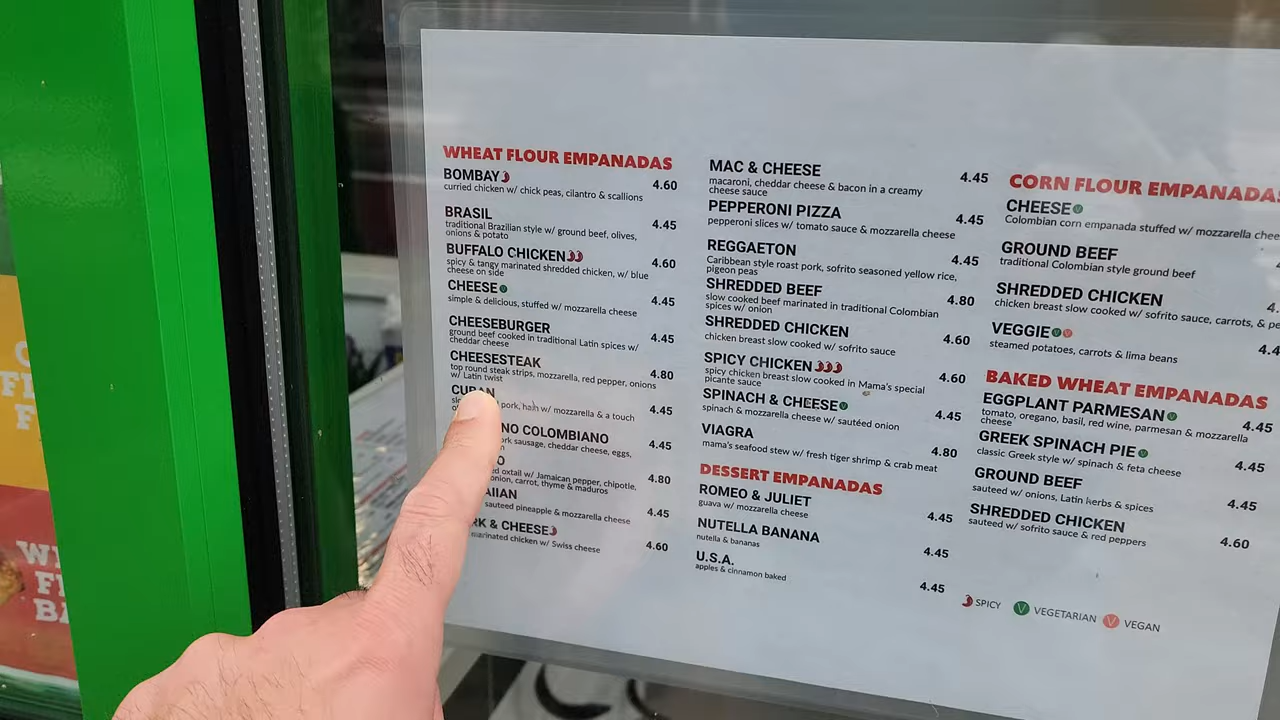 WHEAT FLOUR EMPANADAS
BOMBAY 4.60
curried chicken w/ chick peas, cilantro & scallions
BRASIL 4.45
traditional Brazilian style w/ ground beef, olives,
onions & potato
BUFFALO CHICKEN 4.60
spicy & tangy marinated shredded chicken, w/ blue
cheese on side
CHEESE V 4.45
simple & delicious, stuffed w/ mozzarella cheese
CHEESEBURGER 4.45
ground beef cooked in traditional Latin spices w/
cheddar cheese
CHEESESTEAK 4.80
top round steak strips, mozzarella, red pepper, onions
w/ Latin twist
CUBAN 4.45
pork, ham w/ mozzarella & a touch
NO COLOMBIANO 4.45
sausage, cheddar cheese, eggs,
4.80
oxtail w/ Jamaican pepper, chipotle,
onion, carrot, thyme & maduros
AIIAN 4.45
sauteed pineapple & mozzarella cheese
RK & CHEESE 4.60
marinated chicken w/ Swiss cheese
MAC & CHEESE 4.45
macaroni, cheddar cheese & bacon in a creamy
cheese sauce
PEPPERONI PIZZA 4.45
pepperoni slices w/ tomato sauce & mozzarella cheese
REGGAETON 4.45
Caribbean style roast pork, sofrito seasoned yellow rice,
pigeon peas
SHREDDED BEEF 4.80
slow cooked beef marinated in traditional Colombian
spices w/ onion
SHREDDED CHICKEN 4.60
chicken breast slow cooked w/ sofrito sauce
SPICY CHICKEN 4.60
spicy chicken breast slow cooked in Mama's special
picante sauce
SPINACH & CHEESE V 4.45
spinach & mozzarella cheese w/ sautéed onion
VIAGRA 4.80
mama's seafood stew w/ fresh tiger shrimp & crab meat
DESSERT EMPANADAS
ROMEO & JULIET 4.45
guava w/ mozzarella cheese
NUTELLA BANANA 4.45
nutella & bananas
U.S.A. 4.45
apples & cinnamon baked
CORN FLOUR EMPANADAS
CHEESE V
Colombian corn empanada stuffed w/ mozzarella chee
GROUND BEEF
traditional Colombian style ground beef
SHREDDED CHICKEN 4.
chicken breast slow cooked w/ sofrito sauce, carrots, & pe
VEGGIE V V 4.4
steamed potatoes, carrots & lima beans
BAKED WHEAT EMPANADAS
EGGPLANT PARMESAN V 4.45
tomato, oregano, basil, red wine, parmesan & mozzarella
cheese
GREEK SPINACH PIE V 4.45
classic Greek style w/ spinach & feta cheese
GROUND BEEF 4.45
sauteed w/ onions, Latin herbs & spices
SHREDDED CHICKEN 4.60
sauteed w/ sofrito sauce & red peppers
SPICY V VEGETARIAN V VEGAN